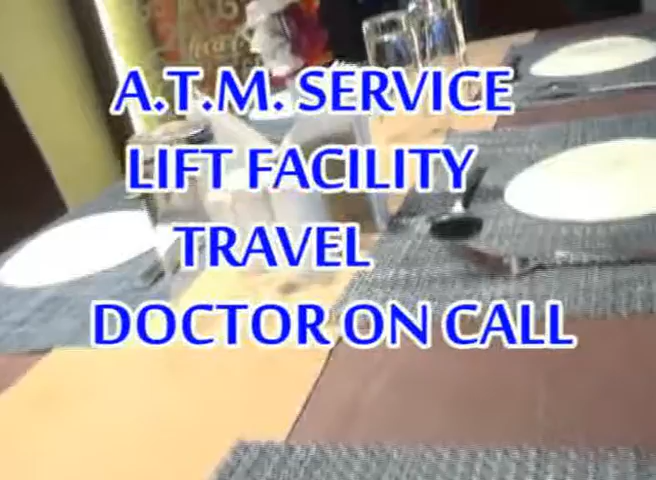 A.T.M. SERVICE
LIFT FACILITY
TRAVEL
DOCTOR ON CALL